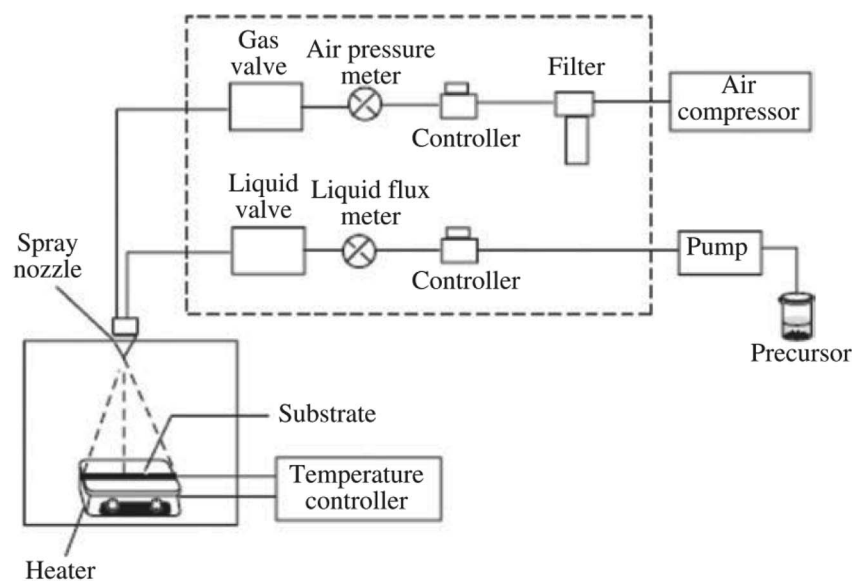 Gas
valve
Air pressure
meter
Controller
Filter
Air
compressor
Liquid
valve
Liquid flux
meter
Controller
Pump
Precursor
Spray
nozzle
Substrate
Temperature
controller
Heater